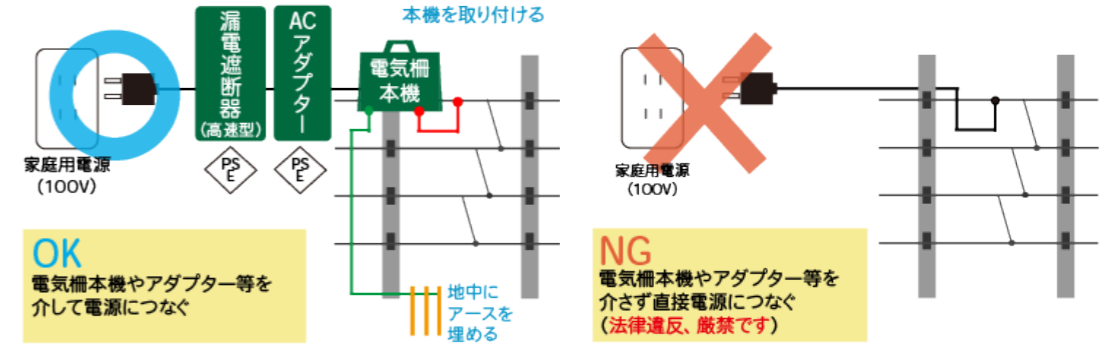 本機を取り付ける
漏電遮断器
(高速型)
ACアダプター
電気柵
本機
PS
E
PS
E
家庭用電源
(100V)
OK
電気柵本機やアダプター等を
介して電源につなぐ
地中に
アースを
埋める
家庭用電源
(100V)
NG
電気柵本機やアダプター等を
介さず直接電源につなぐ
(法律違反、厳禁です)